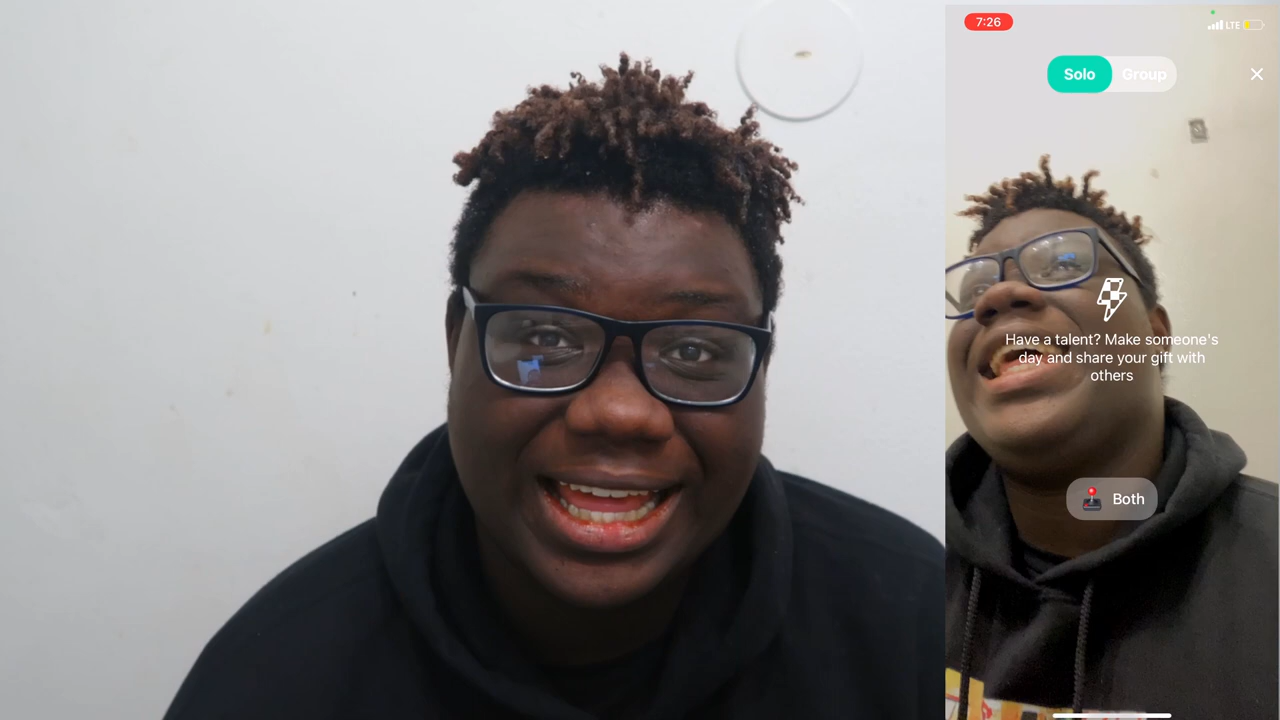 7:26
LTE
Solo
Group
Have a talent? Make someone's
day and share your gift with
others
Both